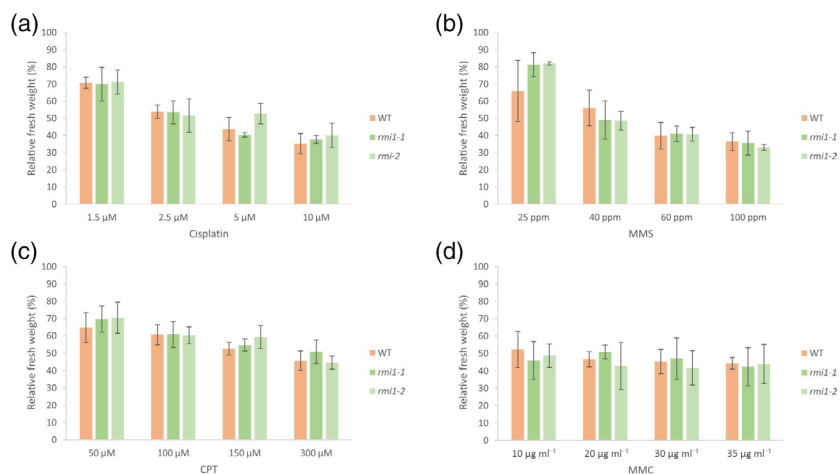 (a)
100
90
80
70
60
50
40
30
20
10
0
Relative fresh weight (%)
1.5 µM 2.5 µM 5 µM 10 µM
Cisplatin
WT
rmi1-1
rmi-2
(b)
100
90
80
70
60
50
40
30
20
10
0
Relative fresh weight (%)
25 ppm 40 ppm 60 ppm 100 ppm
MMS
WT
rmi1-1
rmi1-2
(c)
100
90
80
70
60
50
40
30
20
10
0
Relative fresh weight (%)
50 µM 100 µM 150 µM 300 µM
CPT
WT
rmi1-1
rmi1-2
(d)
100
90
80
70
60
50
40
30
20
10
0
Relative fresh weight (%)
10 µg ml⁻¹ 20 µg ml⁻¹ 30 µg ml⁻¹ 35 µg ml⁻¹
MMC
WT
rmi1-1
rmi1-2